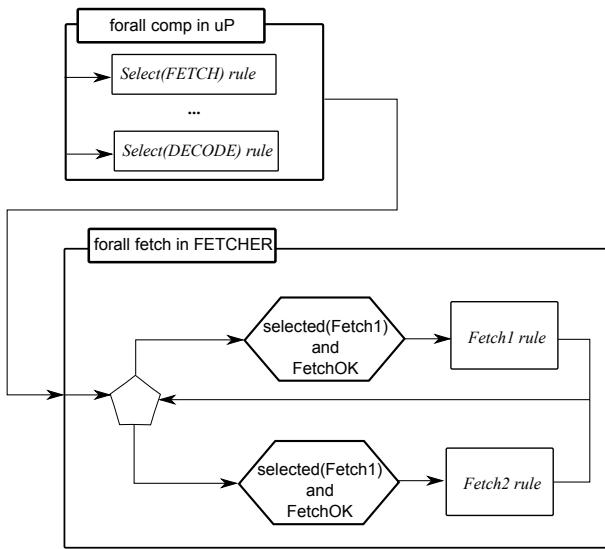 forall comp in uP
Select(FETCH) rule
...
Select(DECODE) rule
forall fetch in FETCHER
selected(Fetch1)
and
FetchOK
Fetch1 rule
selected(Fetch1)
and
FetchOK
Fetch2 rule